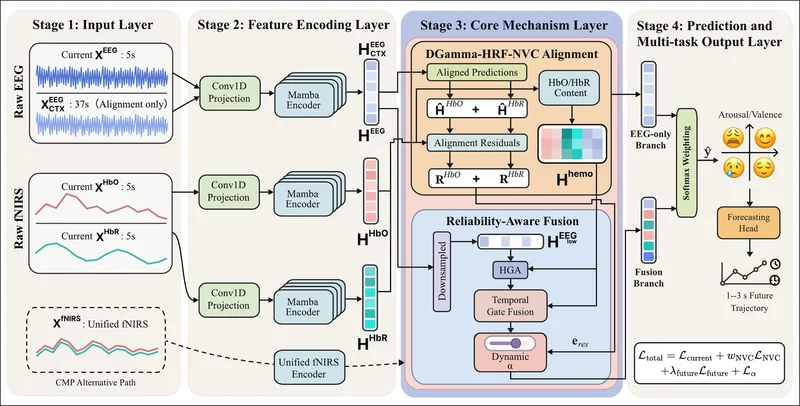 Stage 1: Input Layer
Raw EEG
Current X^EEG : 5s
X^EEG_CTX : 37s (Alignment only)
Raw fNIRS
Current X^HbO : 5s
Current X^HbR : 5s
X^fNIRS : Unified fNIRS
CMP Alternative Path
Stage 2: Feature Encoding Layer
Conv1D
Projection
Mamba
Encoder
H^EEG_CTX
H^EEG
Conv1D
Projection
Mamba
Encoder
H^HbO
Conv1D
Projection
Mamba
Encoder
H^HbR
Unified fNIRS
Encoder
Stage 3: Core Mechanism Layer
DGamma-HRF-NVC Alignment
Aligned Predictions
Ĥ^HbO + Ĥ^HbR
Alignment Residuals
R^HbO + R^HbR
HbO/HbR
Content
H^hemo
Reliability-Aware Fusion
Downsampled
H^EEG_low
HGA
Temporal
Gate Fusion
e_res
Dynamic
α
Stage 4: Prediction and
Multi-task Output Layer
EEG-only
Branch
Fusion
Branch
Softmax Weighting
ŷ
Arousal/Valence
Forecasting
Head
1--3 s Future
Trajectory
ℒ_total = ℒ_current + w_NVC ℒ_NVC
+λ_future ℒ_future + ℒ_α